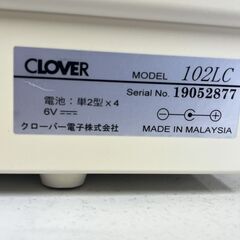 CLOVER
MODEL 102LC
Serial No. 19052877
電池：単2型×4
6V
クローバー電子株式会社
MADE IN MALAYSIA